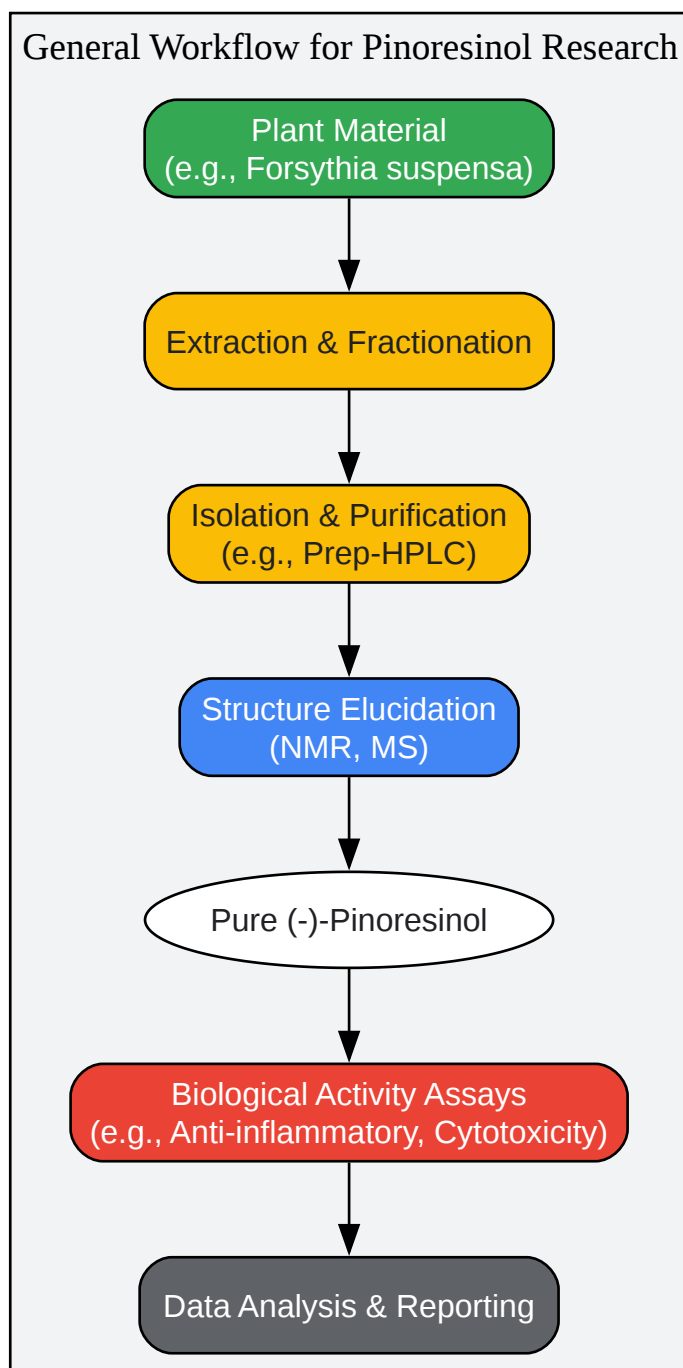 General Workflow for Pinoresinol Research
Plant Material
(e.g., Forsythia suspensa)
Extraction & Fractionation
Isolation & Purification
(e.g., Prep-HPLC)
Structure Elucidation
(NMR, MS)
Pure (-)-Pinoresinol
Biological Activity Assays
(e.g., Anti-inflammatory, Cytotoxicity)
Data Analysis & Reporting